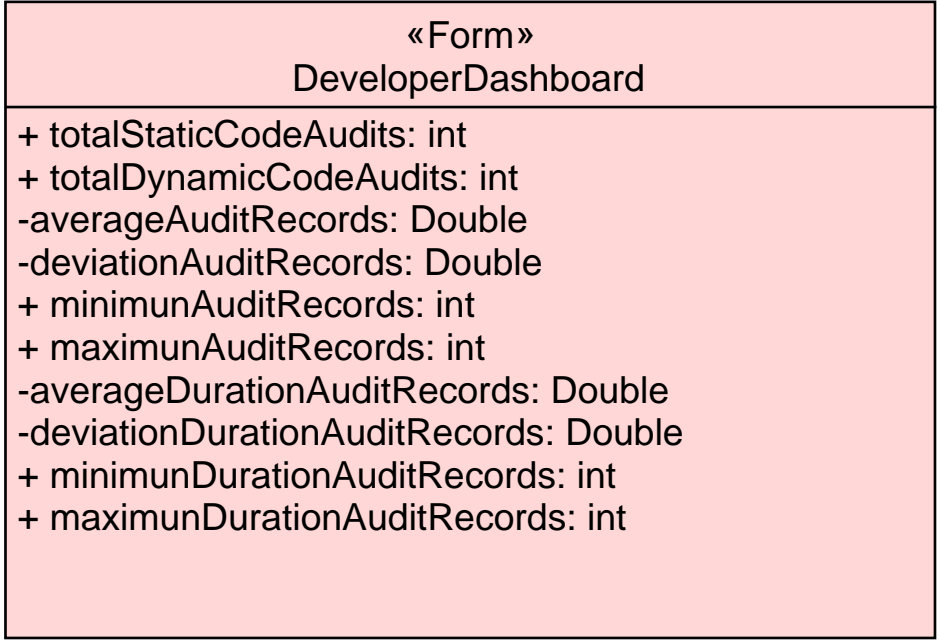 «Form»
DeveloperDashboard
+ totalStaticCodeAudits: int
+ totalDynamicCodeAudits: int
-averageAuditRecords: Double
-deviationAuditRecords: Double
+ minimunAuditRecords: int
+ maximunAuditRecords: int
-averageDurationAuditRecords: Double
-deviationDurationAuditRecords: Double
+ minimunDurationAuditRecords: int
+ maximunDurationAuditRecords: int